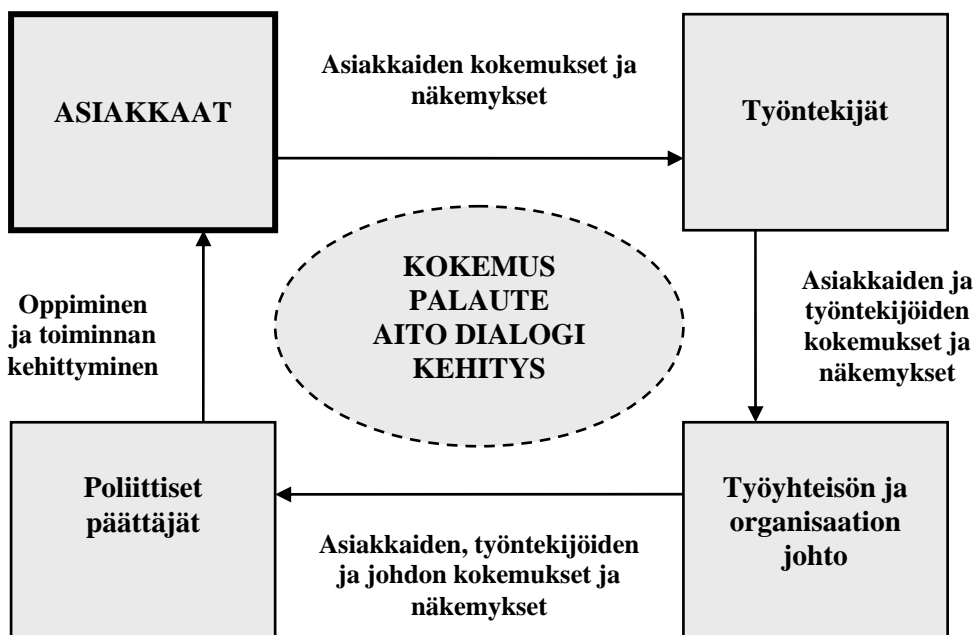 ASIAKKAAT
Asiakkaiden kokemukset ja
näkemykset
Työntekijät
Oppiminen
ja toiminnan
kehittyminen
KOKEMUS
PALAUTE
AITO DIALOGI
KEHITYS
Asiakkaiden ja
työntekijöiden
kokemukset ja
näkemykset
Poliittiset
päättäjät
Asiakkaiden, työntekijöiden
ja johdon kokemukset ja
näkemykset
Työyhteisön ja
organisaation
johto